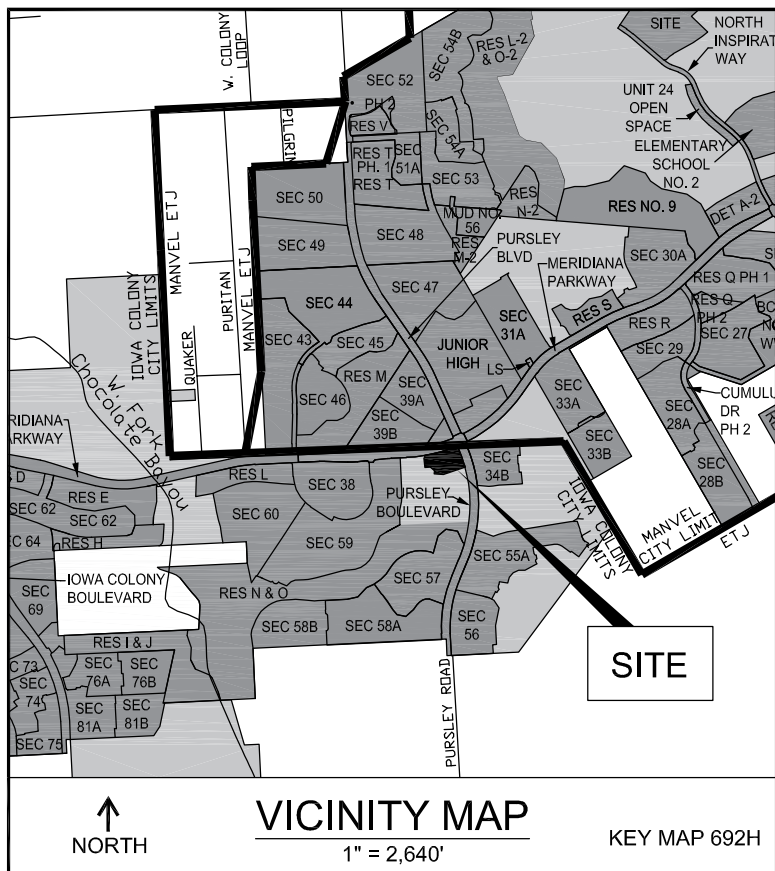 W. COLONY
LOOP
SEC 54B
RES L-2
& O-2
SITE
NORTH
WAY
SEC 52
PH 2
UNIT 24
OPEN
SPACE
RES V
PILGRIM
SEC 54A
ELEMENTARY
SCHOOL
NO. 2
RES T
PH. 1
RES T
SEC
51A
SEC 53
SEC 50
RES
N-2
RES NO. 9
DET A-2
MUD NO.
56
RES
M-2
SEC 49
SEC 48
PURSLEY
BLVD
MERIDIANA
PARKWAY
SEC 30A
IOWA COLONY
CITY LIMITS
MANVEL ETJ
PURITAN
MANVEL ETJ
SEC 47
RES Q PH 1
SEC 44
SEC
31A
RES S
RES Q
PH 2
SEC 43
SEC 45
JUNIOR
HIGH
RES R
SEC 27
LS
SEC 29
QUAKER
RES M
SEC
39A
SEC 46
SEC
33A
SEC
28A
DR
PH 2
W. Fork
Chocolate Bayou
SEC
39B
SEC
33B
RIDIANA
ARKWAY
RES L
SEC 38
SEC
34B
SEC
28B
RES E
PURSLEY
BOULEVARD
IOWA COLONY
CITY LIMITS
MANVEL
CITY LIMIT
ETJ
SEC 62
SEC 62
SEC 60
RES H
SEC 59
SEC 55A
IOWA COLONY
BOULEVARD
SEC
69
RES N & O
SEC 57
SEC 58B
SEC 58A
SEC
56
SITE
RES I & J
SEC
76A
SEC
76B
SEC
74
SEC
81A
SEC
81B
SEC 75
PURSLEY ROAD
NORTH
VICINITY MAP
1" = 2,640'
KEY MAP 692H